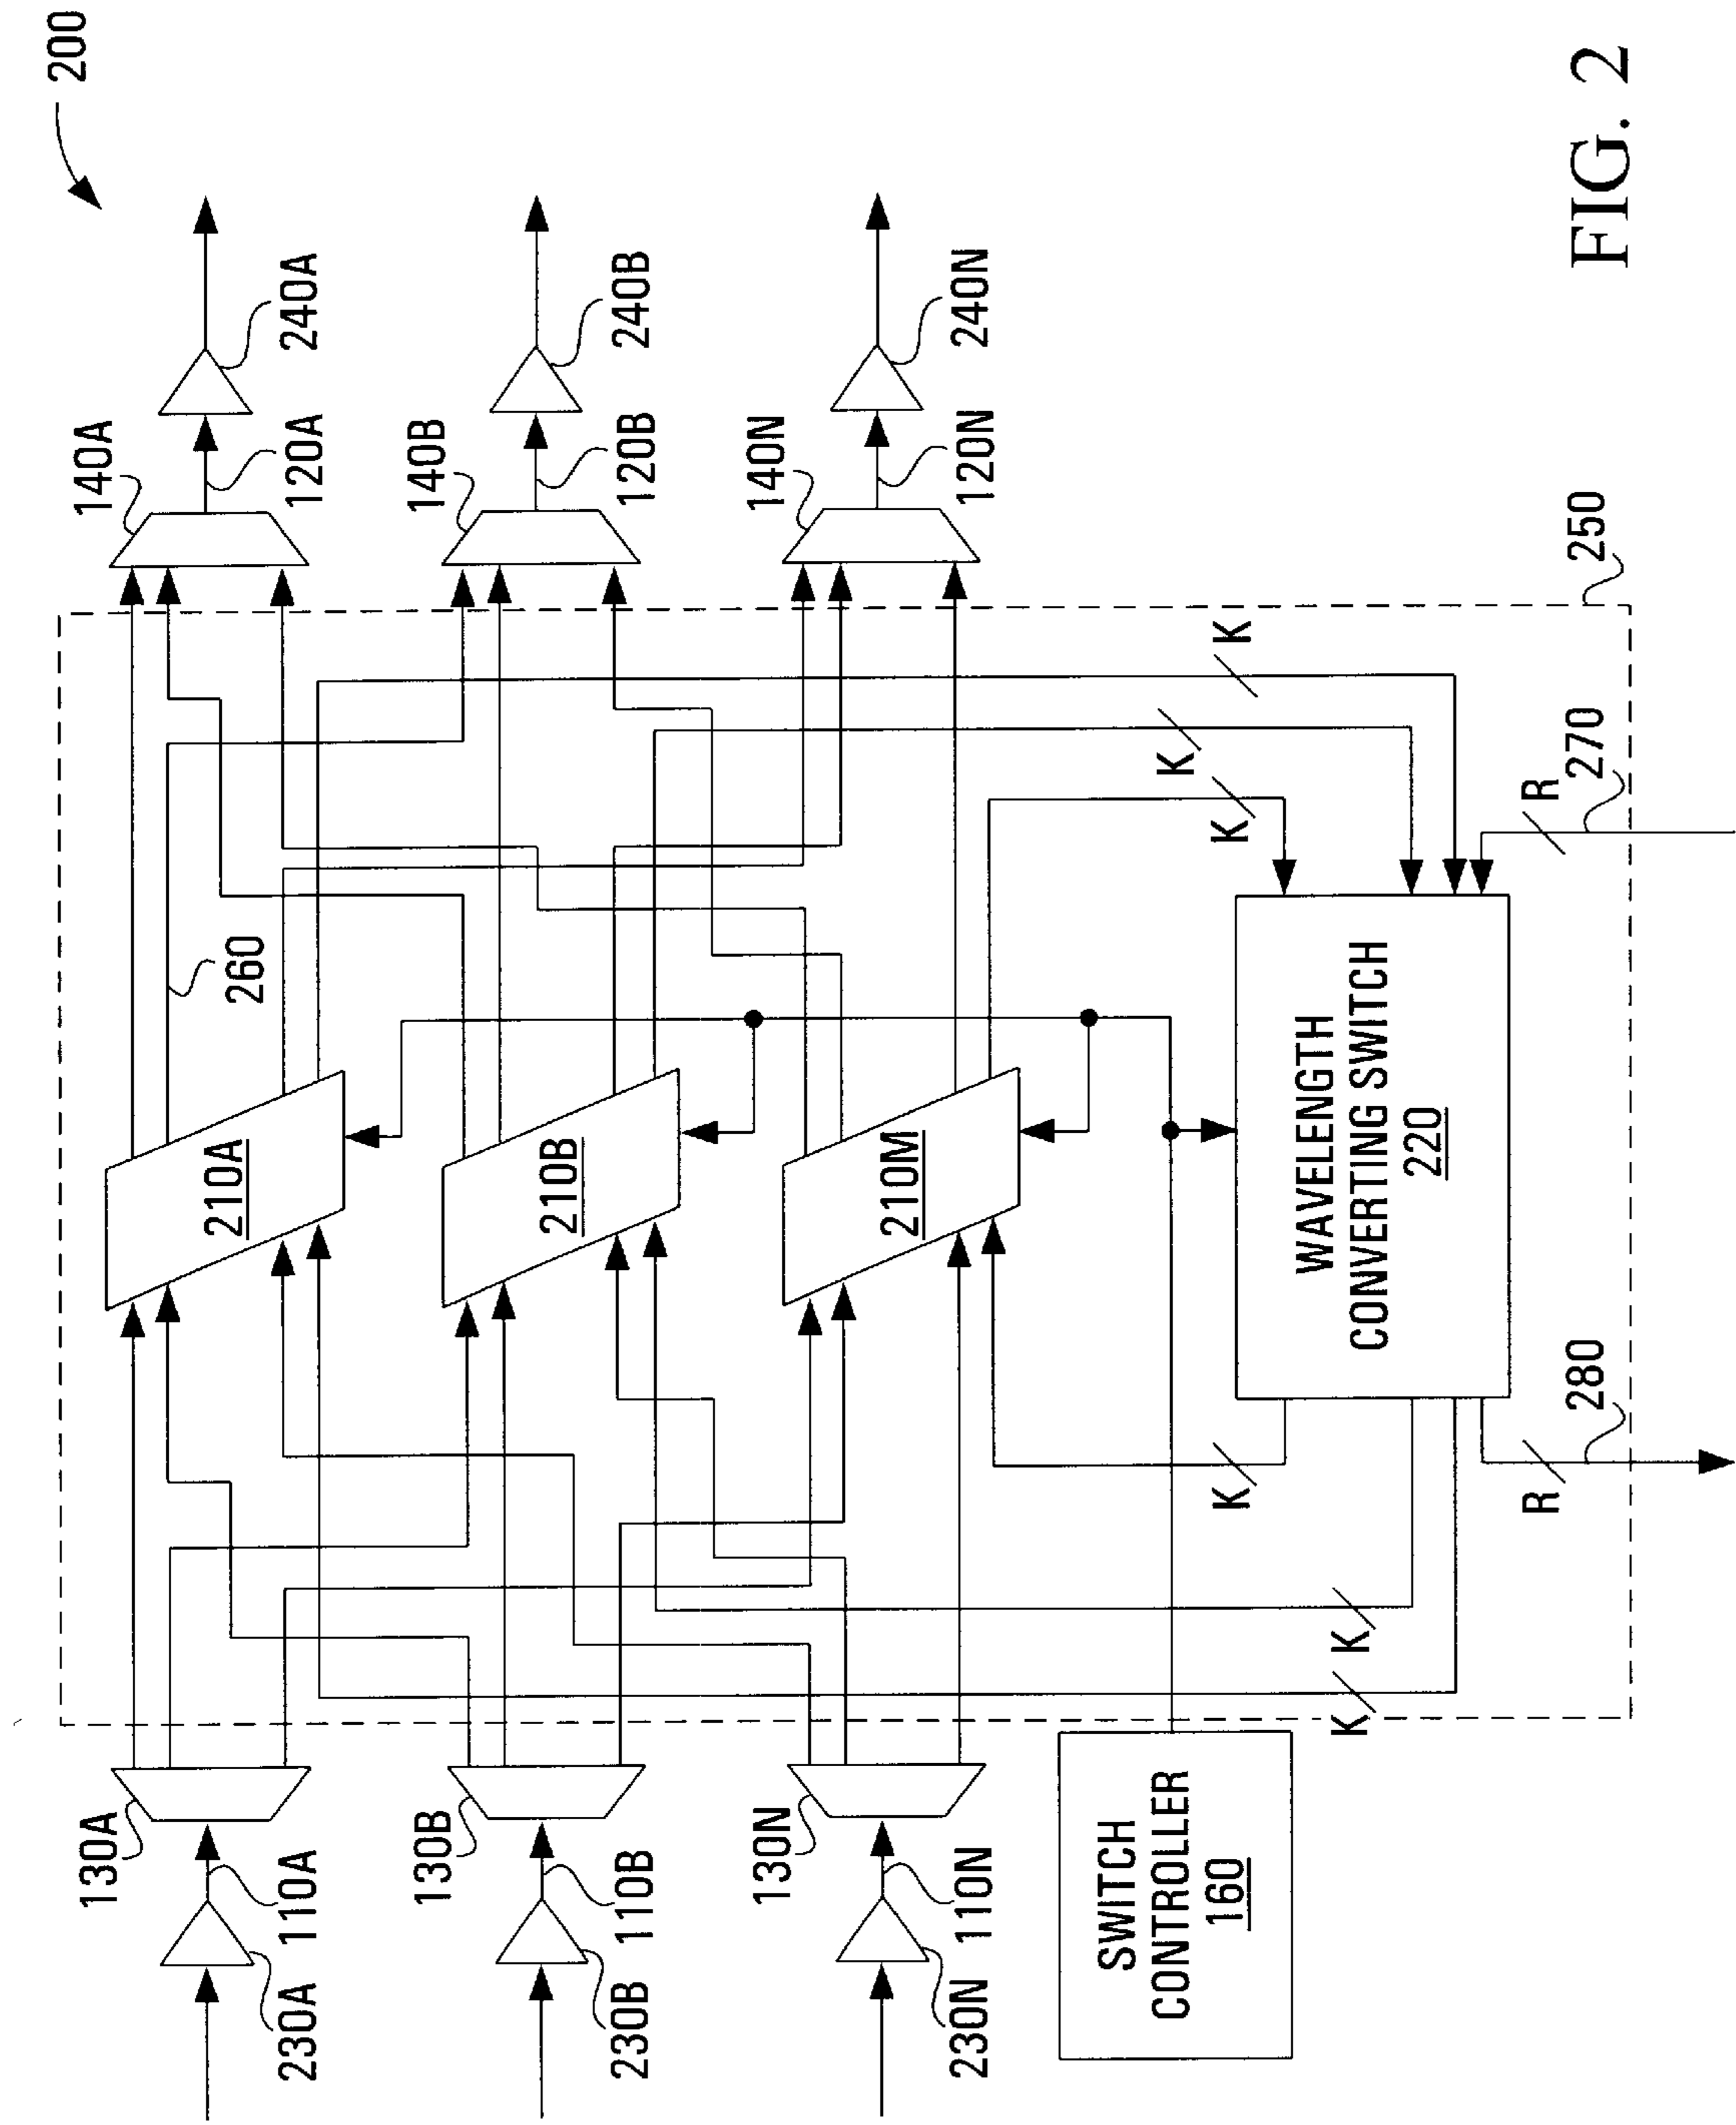 200
140A
240A
120A
140B
240B
120B
140N
240N
120N
250
260
210A
210B
210M
K
K
K
R
270
WAVELENGTH
CONVERTING SWITCH
220
K
K
K
R
280
130A
110A
230A
130B
110B
230B
130N
110N
230N
SWITCH
CONTROLLER
160
FIG. 2